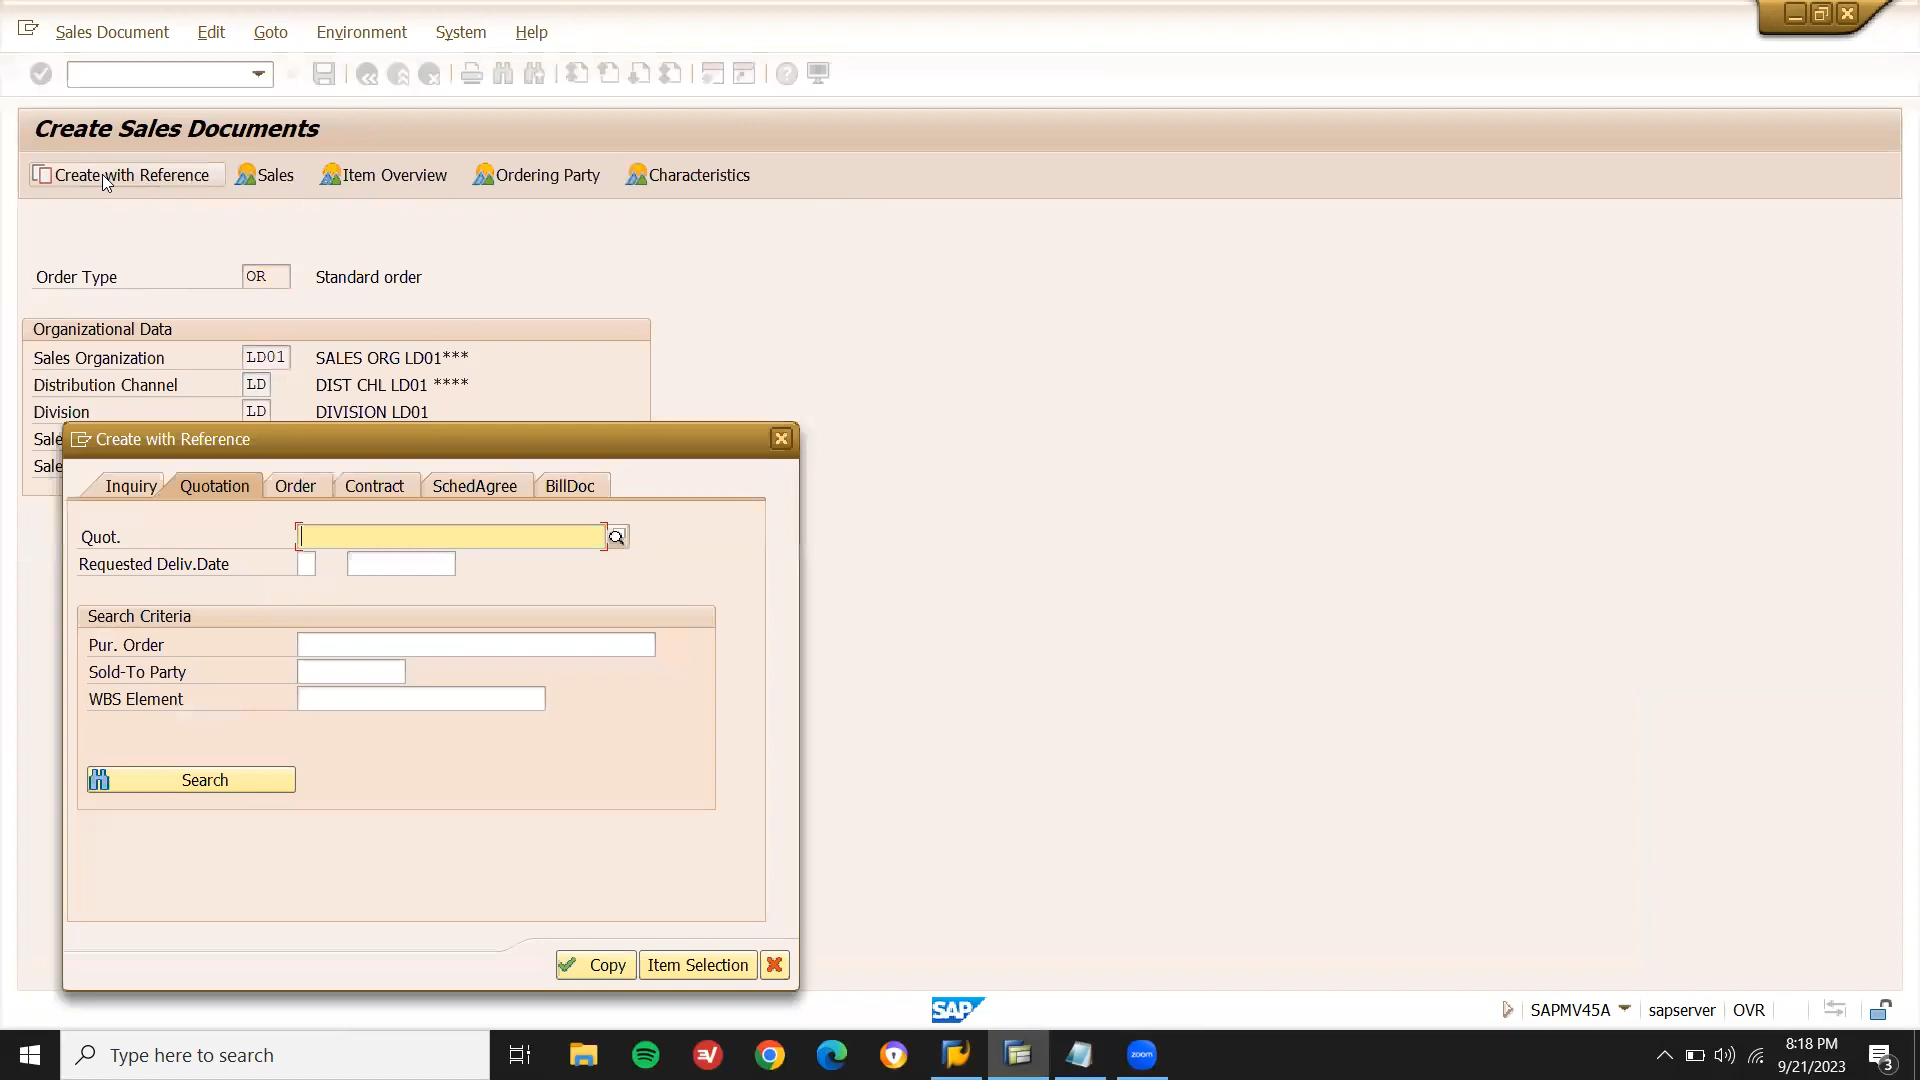 Sales Document Edit Goto Environment System Help
Create Sales Documents
Create with Reference Sales Item Overview Ordering Party Characteristics
Order Type OR Standard order
Organizational Data
Sales Organization LD01 SALES ORG LD01***
Distribution Channel LD DIST CHL LD01 ****
Division LD DIVISION LD01
Sale
Sale
Create with Reference
Inquiry Quotation Order Contract SchedAgree BillDoc
Quot.
Requested Deliv.Date
Search Criteria
Pur. Order
Sold-To Party
WBS Element
Search
Copy Item Selection
SAP SAPMV45A sapserver OVR
Type here to search
zoom
8:18 PM
9/21/2023
3